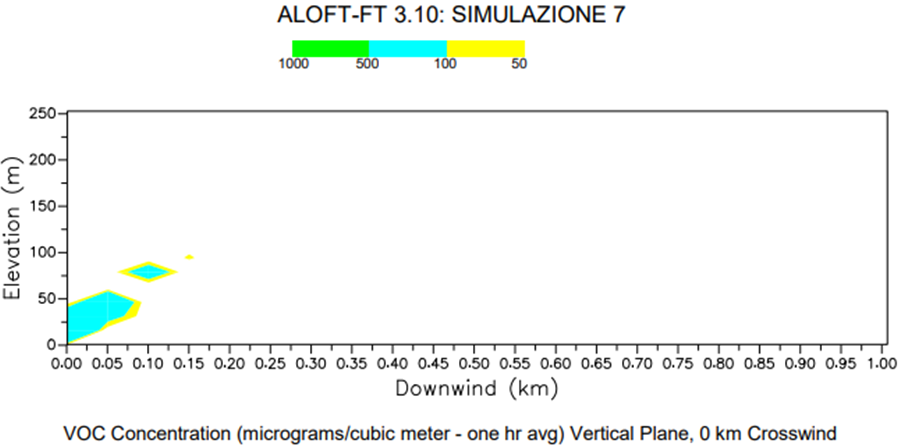 ALOFT-FT 3.10: SIMULAZIONE 7
1000 500 100 50
250
200
150
100
50
0
Elevation (m)
0.00 0.05 0.10 0.15 0.20 0.25 0.30 0.35 0.40 0.45 0.50 0.55 0.60 0.65 0.70 0.75 0.80 0.85 0.90 0.95 1.00
Downwind (km)
VOC Concentration (micrograms/cubic meter - one hr avg) Vertical Plane, 0 km Crosswind